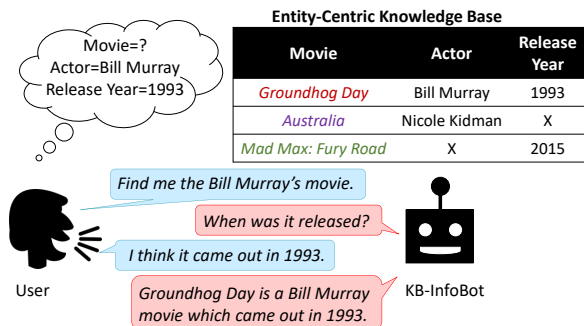 Entity-Centric Knowledge Base
Movie=?
Actor=Bill Murray
Release Year=1993
Movie Actor Release Year
Groundhog Day Bill Murray 1993
Australia Nicole Kidman X
Mad Max: Fury Road X 2015
Find me the Bill Murray's movie.
When was it released?
I think it came out in 1993.
Groundhog Day is a Bill Murray
movie which came out in 1993.
User
KB-InfoBot